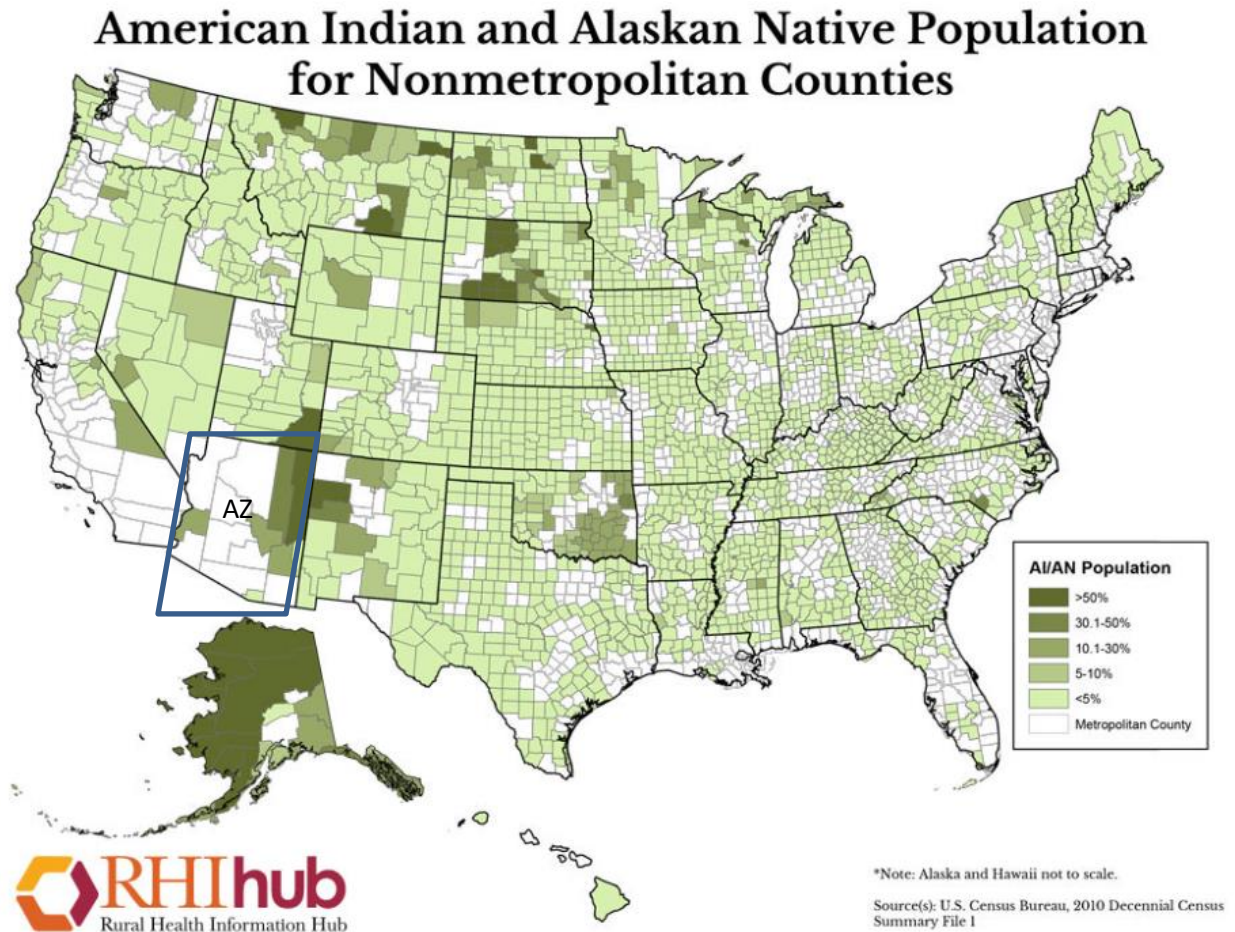 American Indian and Alaskan Native Population
for Nonmetropolitan Counties
AZ
AI/AN Population
>50%
30.1-50%
10.1-30%
5-10%
<5%
Metropolitan County
RHIhub
Rural Health Information Hub
*Note: Alaska and Hawaii not to scale.
Source(s): U.S. Census Bureau, 2010 Decennial Census
Summary File 1